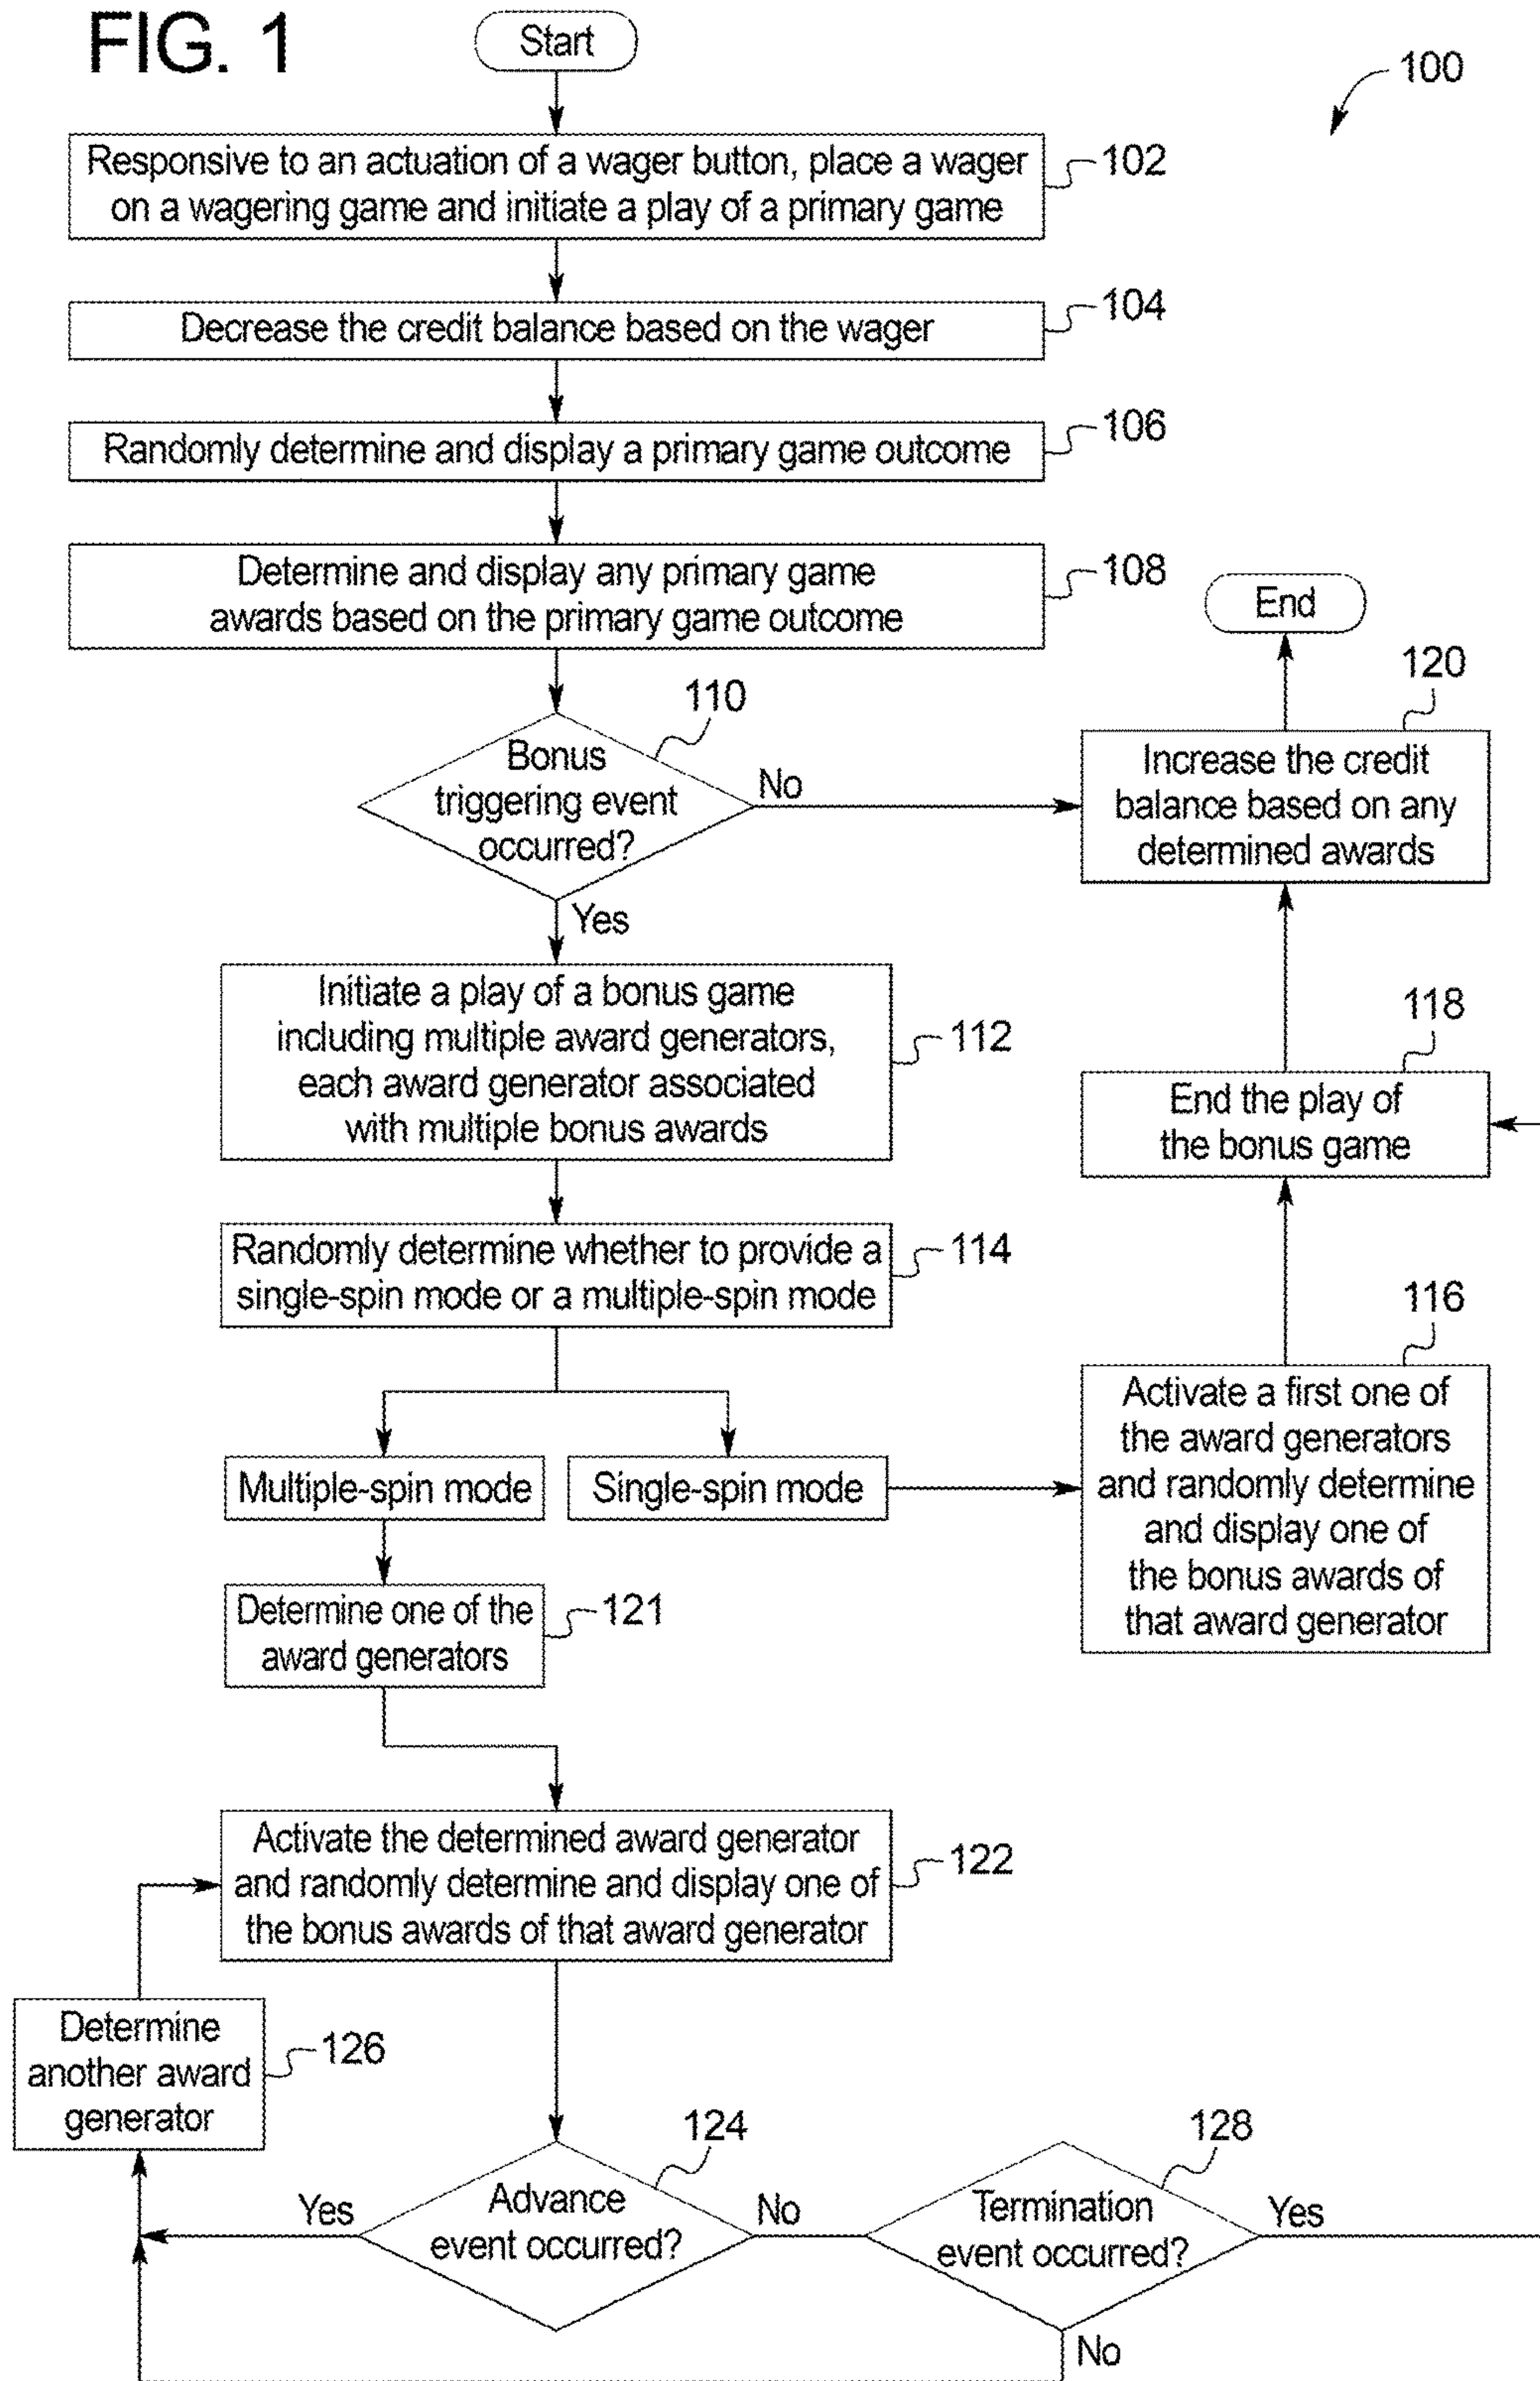 FIG. 1
Start
100
Responsive to an actuation of a wager button, place a wager
on a wagering game and initiate a play of a primary game
102
Decrease the credit balance based on the wager
104
Randomly determine and display a primary game outcome
106
Determine and display any primary game
awards based on the primary game outcome
108
End
110
Bonus
triggering event
occurred?
No
120
Increase the credit
balance based on any
determined awards
Yes
Initiate a play of a bonus game
including multiple award generators,
each award generator associated
with multiple bonus awards
112
118
End the play of
the bonus game
Randomly determine whether to provide a
single-spin mode or a multiple-spin mode
114
116
Activate a first one of
the award generators
and randomly determine
and display one of
the bonus awards of
that award generator
Multiple-spin mode
Single-spin mode
Determine one of the
award generators
121
Activate the determined award generator
and randomly determine and display one of
the bonus awards of that award generator
122
Determine
another award
generator
126
124
Advance
event occurred?
Yes
No
128
Termination
event occurred?
Yes
No